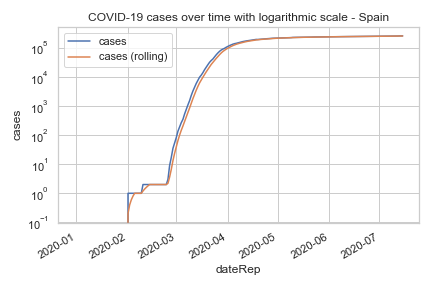 COVID-19 cases over time with logarithmic scale - Spain
cases
cases (rolling)
10^5
10^4
10^3
10^2
10^1
10^0
10^−1
cases
2020-01
2020-02
2020-03
2020-04
2020-05
2020-06
2020-07
dateRep